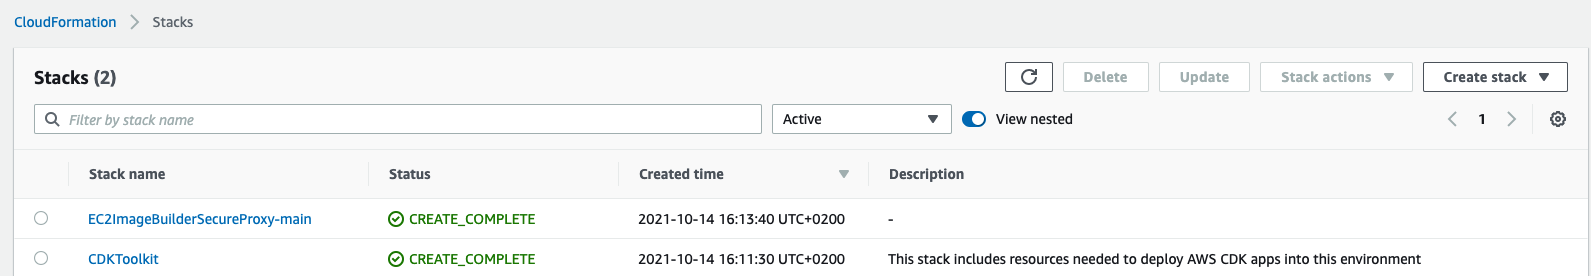 CloudFormation > Stacks
Stacks (2)
Delete Update Stack actions Create stack
Filter by stack name Active View nested 1
Stack name Status Created time Description
EC2ImageBuilderSecureProxy-main CREATE_COMPLETE 2021-10-14 16:13:40 UTC+0200 -
CDKToolkit CREATE_COMPLETE 2021-10-14 16:11:30 UTC+0200 This stack includes resources needed to deploy AWS CDK apps into this environment